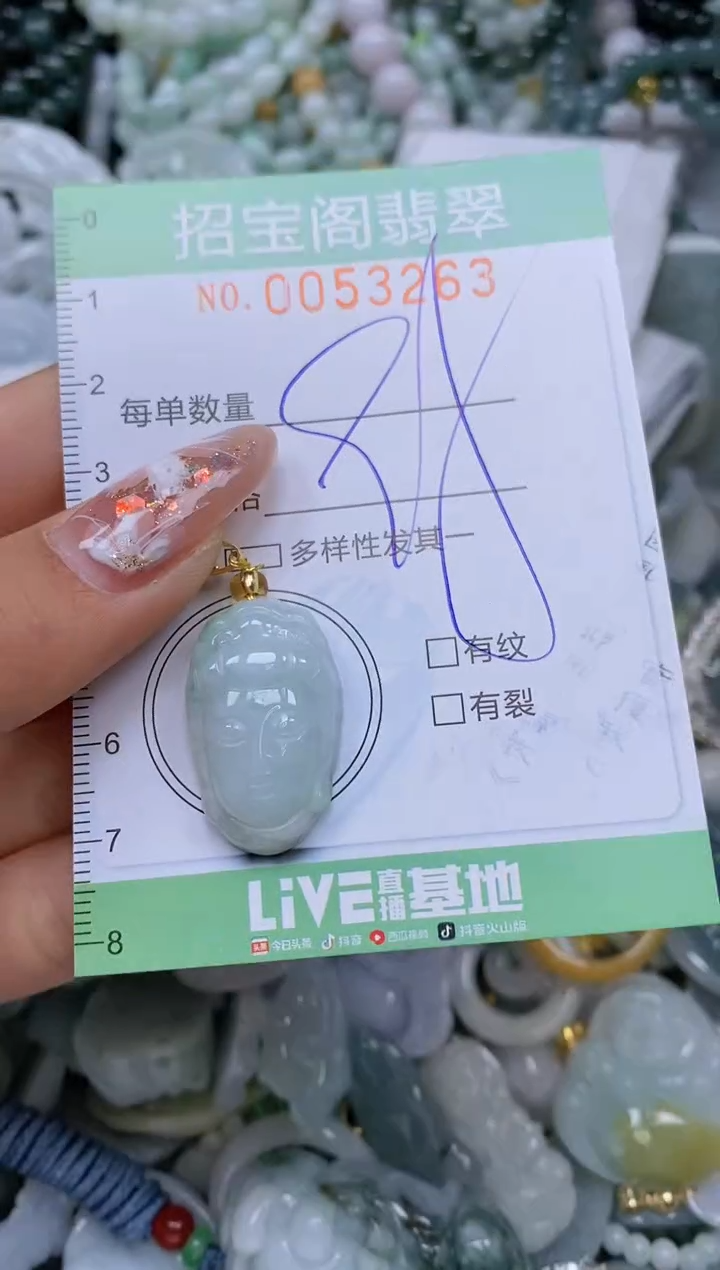 招宝阁翡翠
NO.0053263
0
1
2
每单数量
3
多样性发其一
有纹
有裂
6
7
LiVE直播基地
头条 今日头条 抖音 西瓜视频 抖音火山版
8